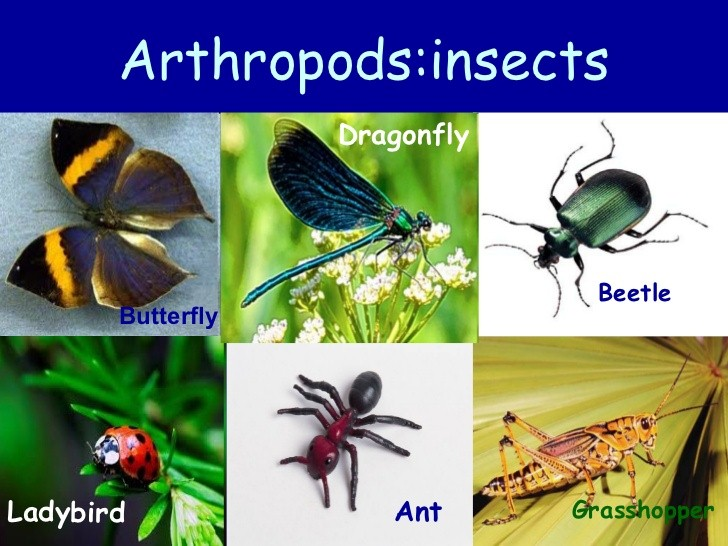 Arthropods:insects
Dragonfly
Butterfly
Beetle
Ladybird
Ant
Grasshopper